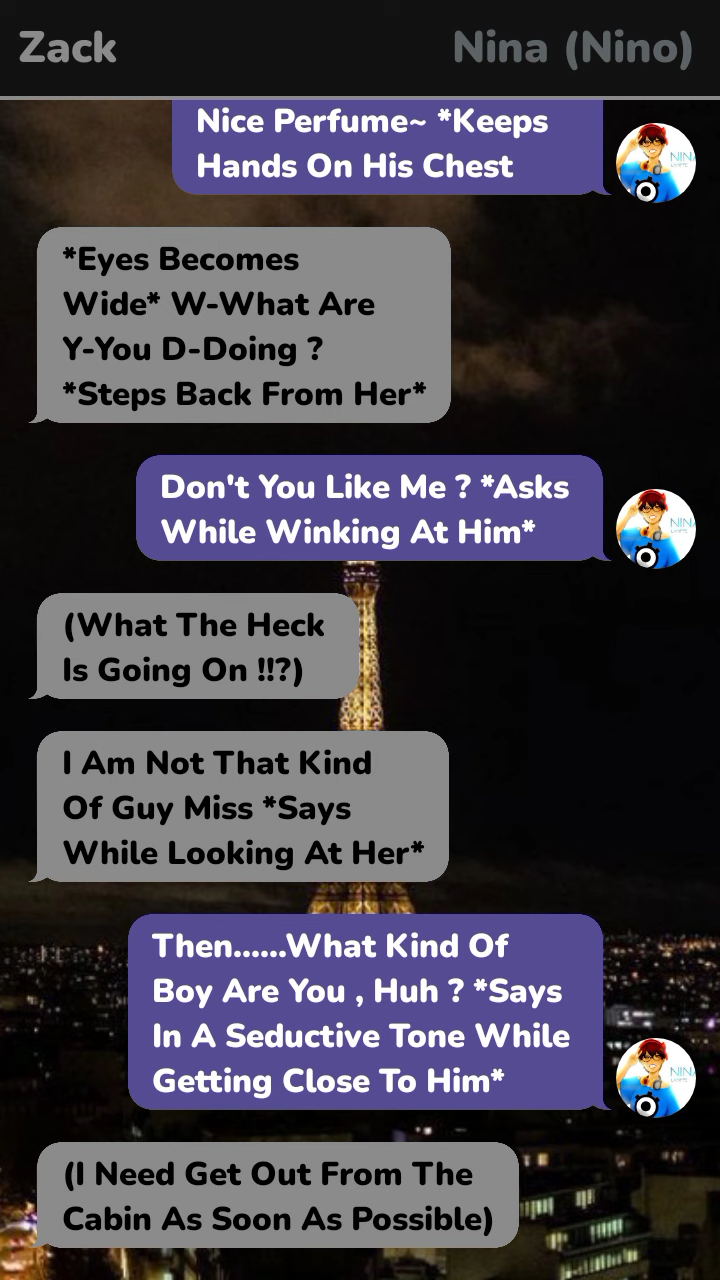 Zack
Nina (Nino)
Nice Perfume~ *Keeps
Hands On His Chest
NINA
*Eyes Becomes
Wide* W-What Are
Y-You D-Doing ?
*Steps Back From Her*
Don't You Like Me ? *Asks
While Winking At Him*
NINA
(What The Heck
Is Going On !!?)
I Am Not That Kind
Of Guy Miss *Says
While Looking At Her*
Then......What Kind Of
Boy Are You , Huh ? *Says
In A Seductive Tone While
Getting Close To Him*
NINA
(I Need Get Out From The
Cabin As Soon As Possible)